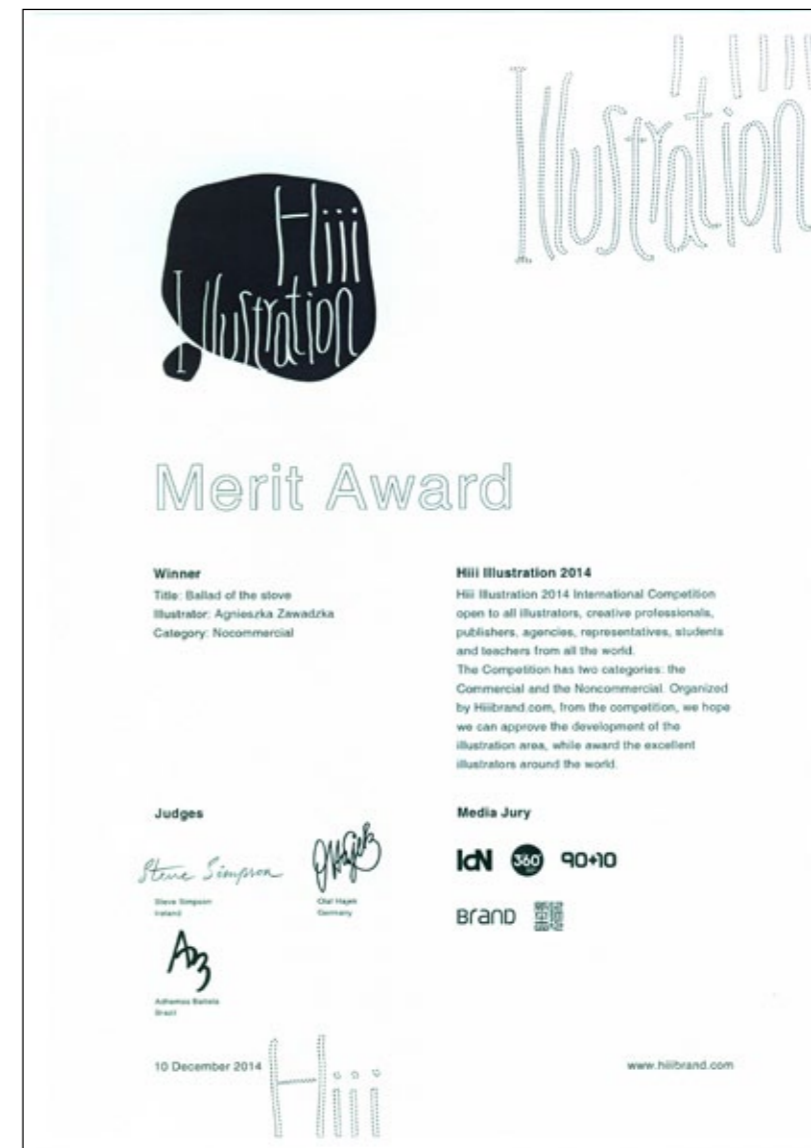 Hiii
Illustration
Hiii
Illustration
Merit Award
Winner
Title: Ballad of the stove
Illustrator: Agnieszka Zawadzka
Category: Nocommercial
Hiii Illustration 2014
Hiii Illustration 2014 International Competition
open to all illustrators, creative professionals,
publishers, agencies, representatives, students
and teachers from all the world.
The Competition has two categories: the
Commercial and the Noncommercial. Organized
by Hiiibrand.com, from the competition, we hope
we can approve the development of the
illustration area, while award the excellent
illustrators around the world.
Judges
Steve Simpson
Steve Simpson
Ireland
Olaf Hajek
Germany
Adhemas Batista
Brazil
Media Jury
IdN
360°
90+10
Brand
10 December 2014
Hiii
www.hiiibrand.com